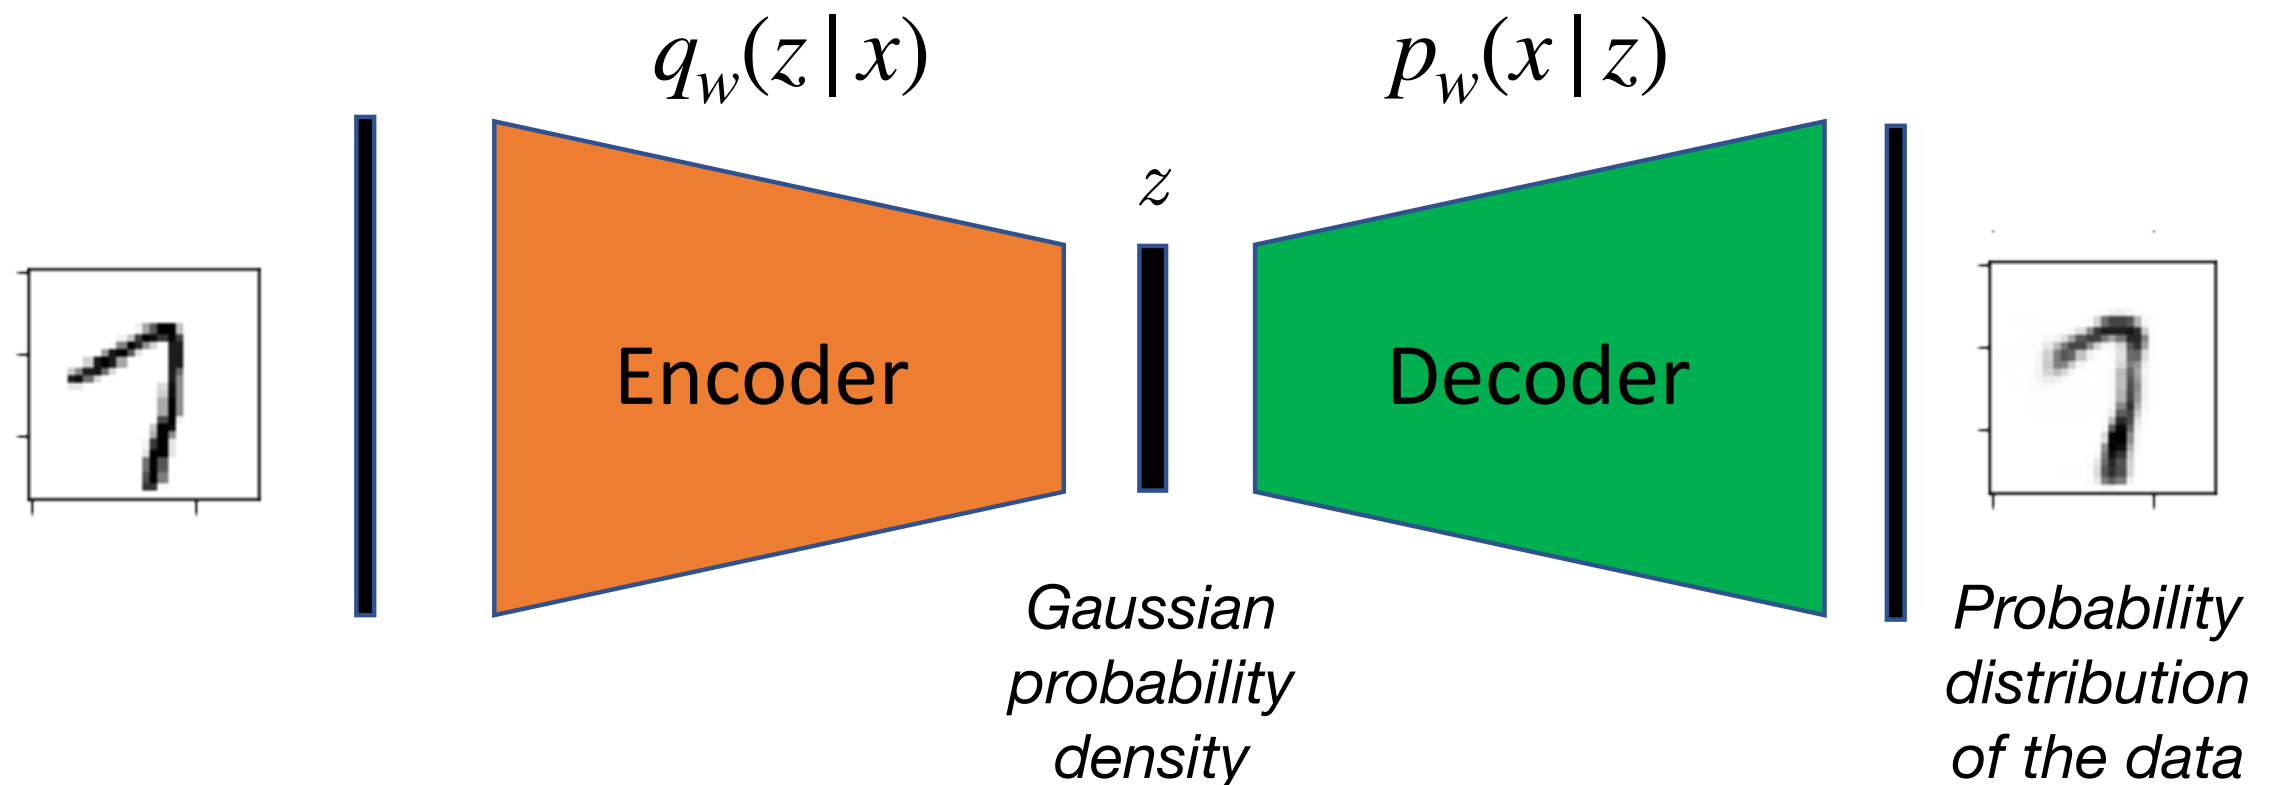 q_w(z|x)
p_w(x|z)
z
Encoder
Decoder
Gaussian
probability
density
Probability
distribution
of the data